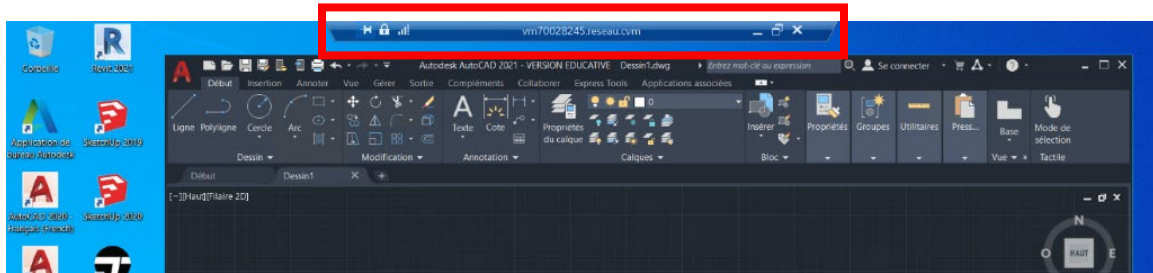 vm70028245.reseau.cvm
Corbeille
Revit 2021
Autodesk AutoCAD 2021 - VERSION EDUCATIVE Dessin1.dwg
Entrez mot-clé ou expression
Se connecter
Début Insertion Annoter Vue Gérer Sortie Compléments Collaborer Express Tools Applications associées
0
Ligne Polyligne Cercle Arc
Texte Cote
Propriétés
du calque
Insérer
Propriétés Groupes Utilitaires Press... Base
Mode de
sélection
Dessin Modification Annotation Calques Bloc Vue Tactile
Application de
bureau Autodesk
SketchUp 2019
Début Dessin1
[-][Haut][Filaire 2D]
AutoCAD 2020 -
Français (French)
SketchUp 2020
N
O HAUT E